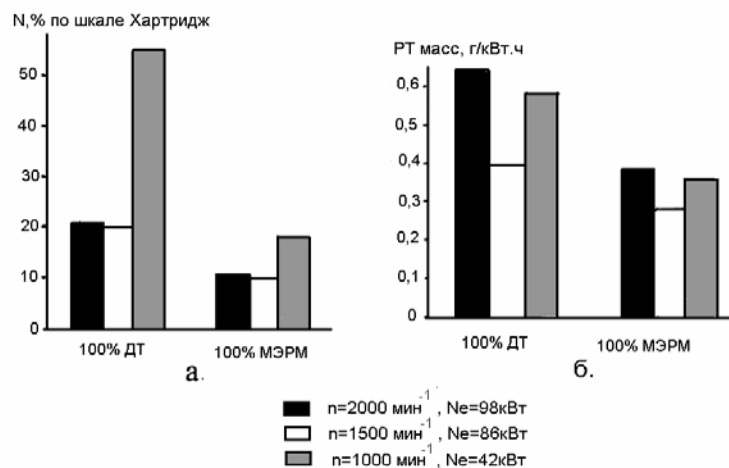 N,% по шкале Хартридж
50
40
30
20
10
0
100% ДТ
100% МЭРМ
а.
РТ масс, г/кВт.ч
0,6
0,5
0,4
0,3
0,2
0,1
0
100% ДТ
100% МЭРМ
б.
n=2000 мин⁻¹, Ne=98кВт
n=1500 мин⁻¹, Ne=86кВт
n=1000 мин⁻¹, Ne=42кВт